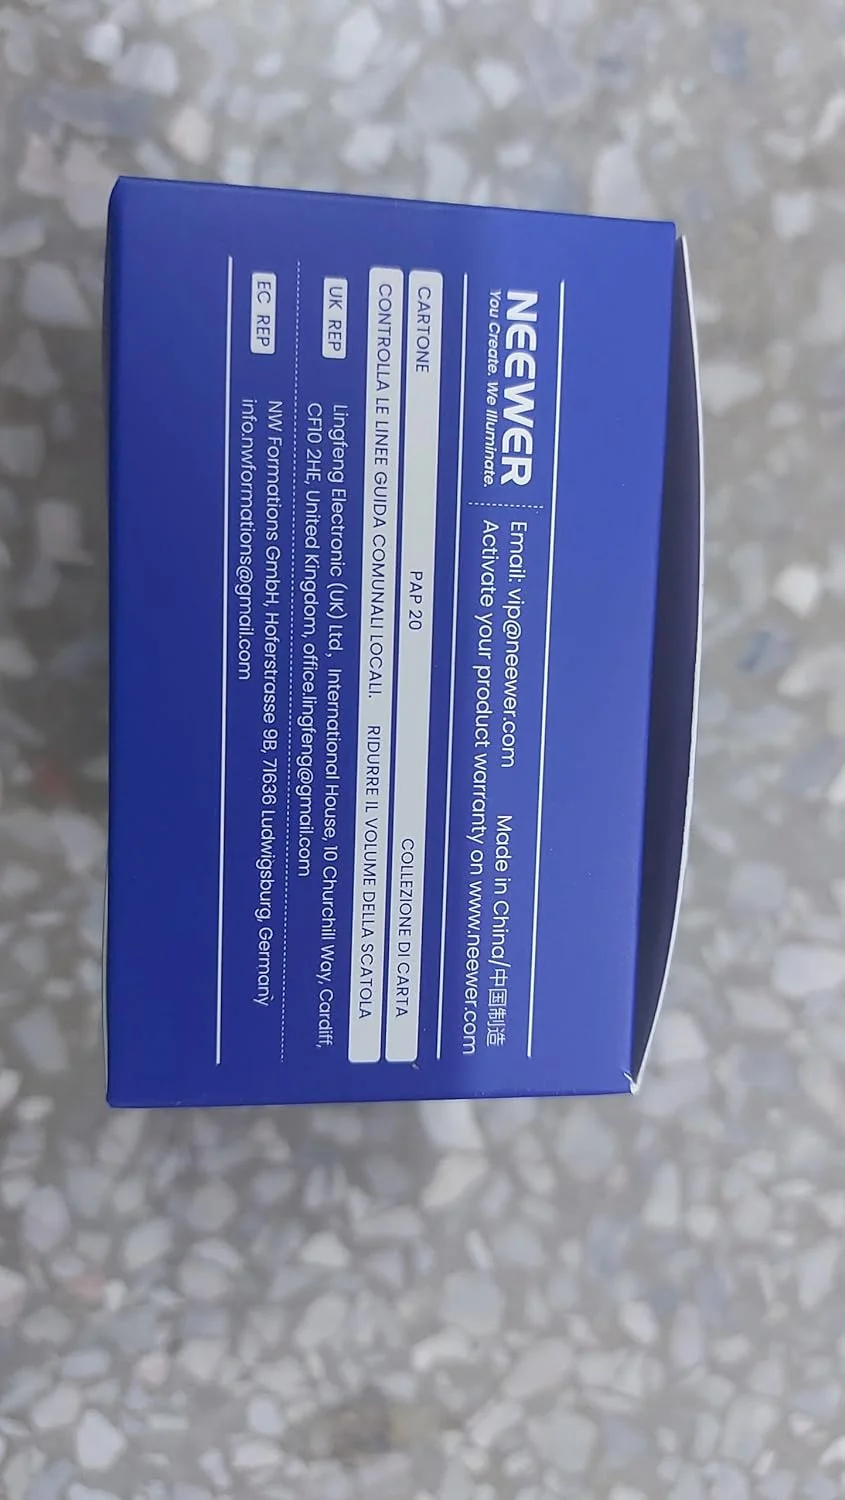 NEEWER
You Create. We Illuminate.
Email: vip@neewer.com Made in China/中国制造
Activate your product warranty on www.neewer.com
CARTONE PAP 20 COLLEZIONE DI CARTA
CONTROLLA LE LINEE GUIDA COMUNALI LOCALI. RIDURRE IL VOLUME DELLA SCATOLA
UK REP
Lingfeng Electronic (UK) Ltd, International House, 10 Churchill Way, Cardiff,
CF10 2HE, United Kingdom, office.lingfeng@gmail.com
EC REP
NW Formations GmbH, Hoferstrasse 9B, 71636 Ludwigsburg, Germany
info.nwformations@gmail.com